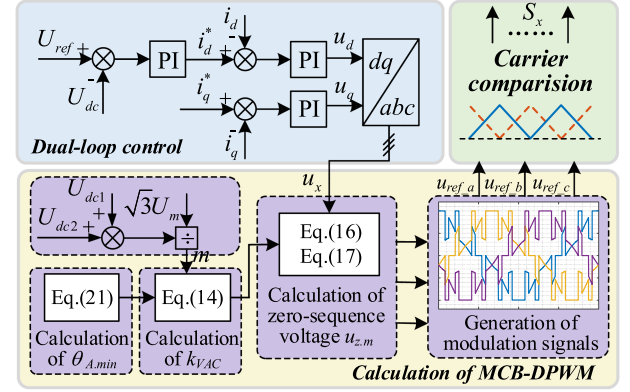 U_ref + - U_dc
PI
i*_d + i_d -
PI
u_d
i*_q + i_q -
PI
u_q
dq
abc
Dual-loop control
S_x
......
Carrier
comparision
U_dc1 +
U_dc2 +
√3U_m
÷
m
Eq.(21)
Calculation
of θ_A.min
Eq.(14)
Calculation
of k_VAC
u_x
Eq.(16)
Eq.(17)
Calculation of
zero-sequence
voltage u_z.m
u_ref_a u_ref_b u_ref_c
Generation of
modulation signals
Calculation of MCB-DPWM